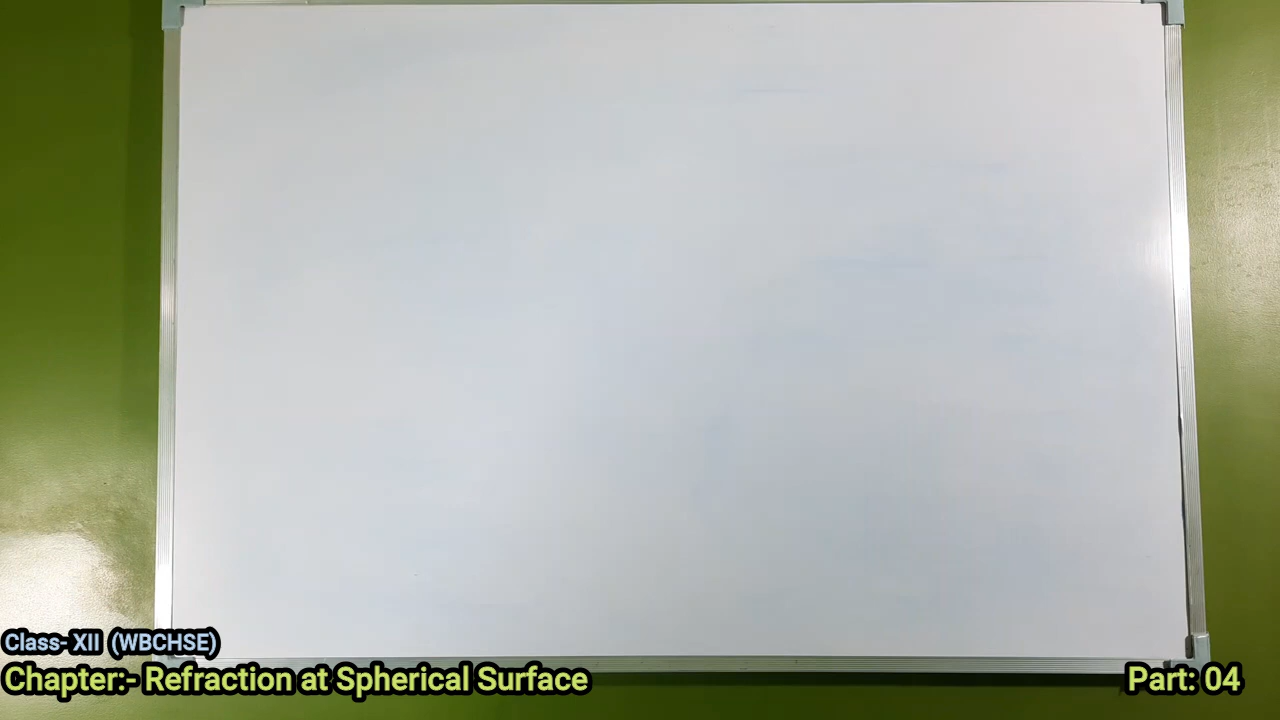 Class- XII (WBCHSE)
Chapter:- Refraction at Spherical Surface
Part: 04